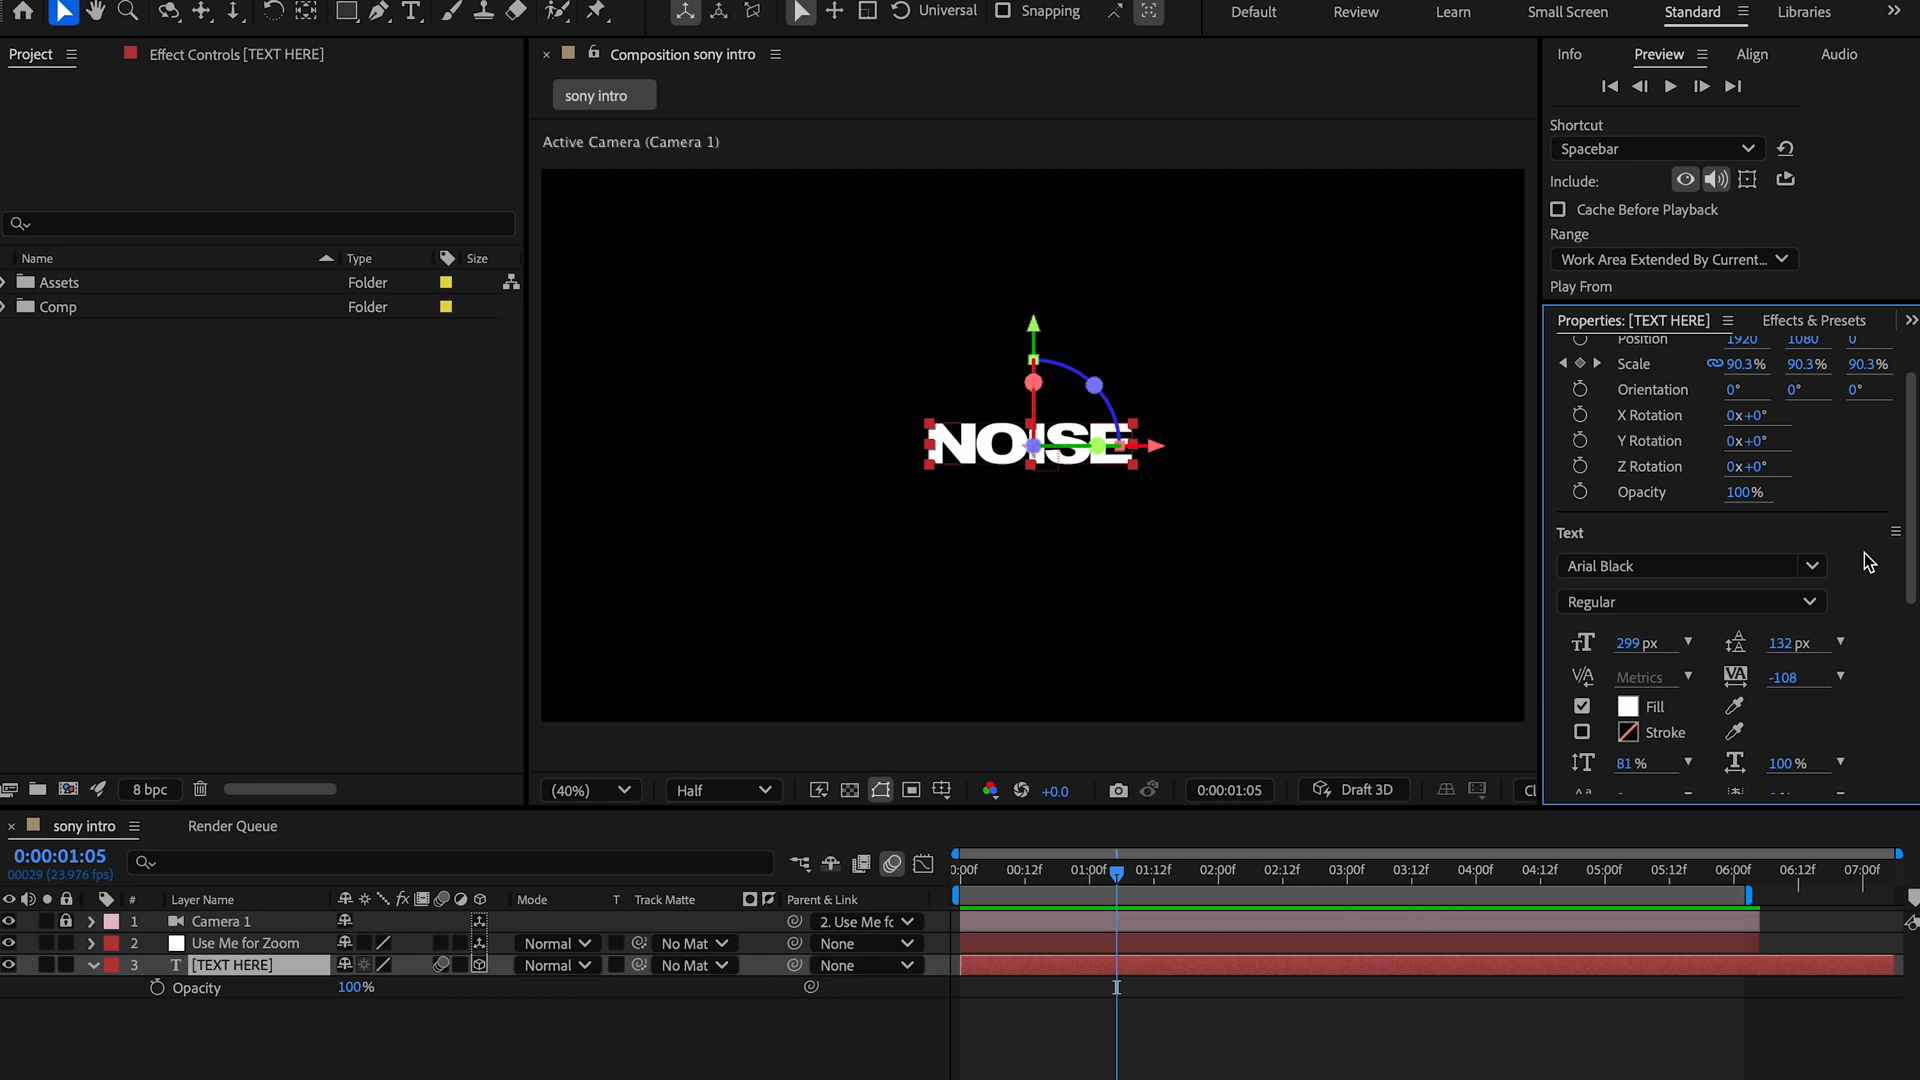 Universal
Snapping
Default
Review
Learn
Small Screen
Standard
Libraries
Project
Effect Controls [TEXT HERE]
Composition sony intro
Info
Preview
Align
Audio
sony intro
Active Camera (Camera 1)
Shortcut
Spacebar
Include:
Cache Before Playback
Range
Work Area Extended By Current...
Play From
Name
Type
Size
Assets
Folder
Comp
Folder
Properties: [TEXT HERE]
Effects & Presets
Position 1920 1080 0
Scale 90.3% 90.3% 90.3%
Orientation 0° 0° 0°
X Rotation 0x+0°
Y Rotation 0x+0°
Z Rotation 0x+0°
Opacity 100%
NOISE
Text
Arial Black
Regular
299 px 132 px
Metrics -108
Fill
Stroke
81% 100%
8 bpc
(40%)
Half
+0.0
0:00:01:05
Draft 3D
Cl
sony intro
Render Queue
0:00:01:05
00029 (23.976 fps)
0:00f 00:12f 01:00f 01:12f 02:00f 02:12f 03:00f 03:12f 04:00f 04:12f 05:00f 05:12f 06:00f 06:12f 07:00f
# Layer Name Mode T Track Matte Parent & Link
1 Camera 1 2. Use Me fc
2 Use Me for Zoom Normal No Mat None
3 T [TEXT HERE] Normal No Mat None
Opacity 100%